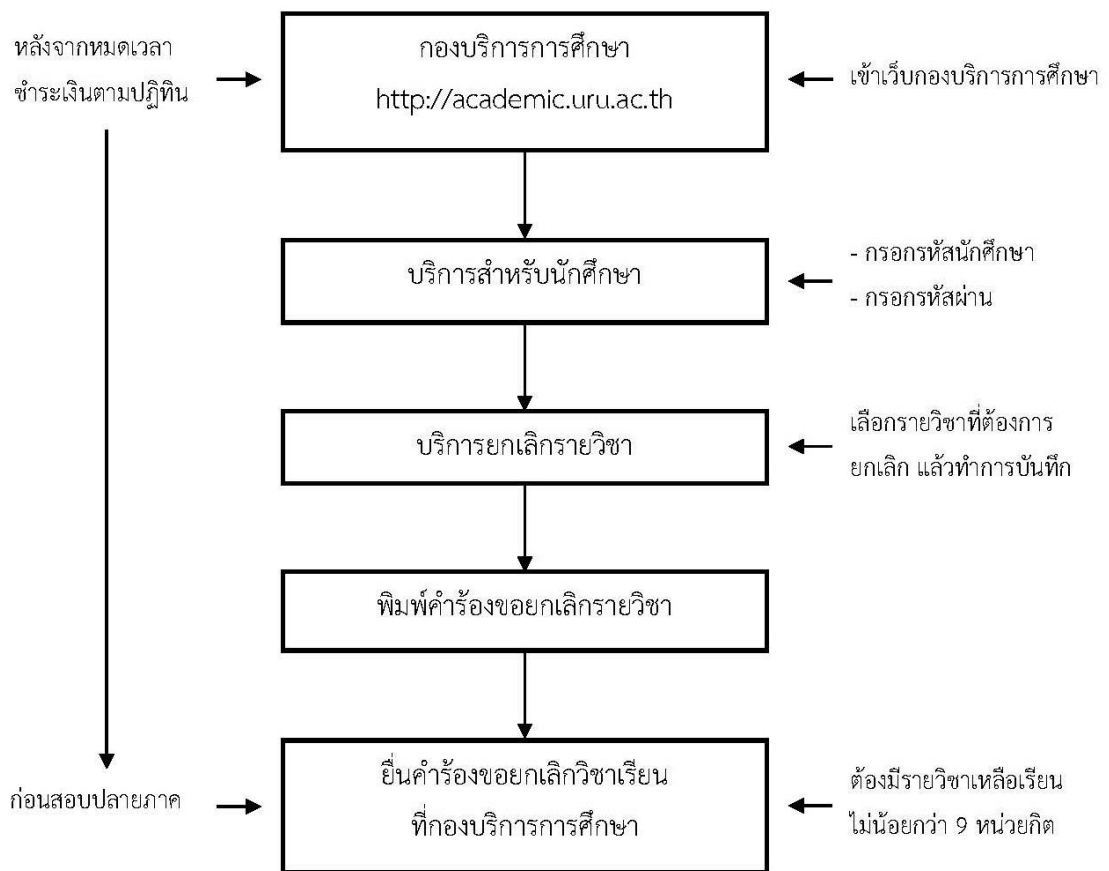 หลังจากหมดเวลา
ชำระเงินตามปฏิทิน
กองบริการการศึกษา
http://academic.uru.ac.th
เข้าเว็บกองบริการการศึกษา
บริการสำหรับนักศึกษา
- กรอกรหัสนักศึกษา
- กรอกรหัสผ่าน
บริการยกเลิกรายวิชา
เลือกรายวิชาที่ต้องการ
ยกเลิก แล้วทำการบันทึก
พิมพ์คำร้องขอยกเลิกรายวิชา
ก่อนสอบปลายภาค
ยื่นคำร้องขอยกเลิกวิชาเรียน
ที่กองบริการการศึกษา
ต้องมีรายวิชาเหลือเรียน
ไม่น้อยกว่า 9 หน่วยกิต